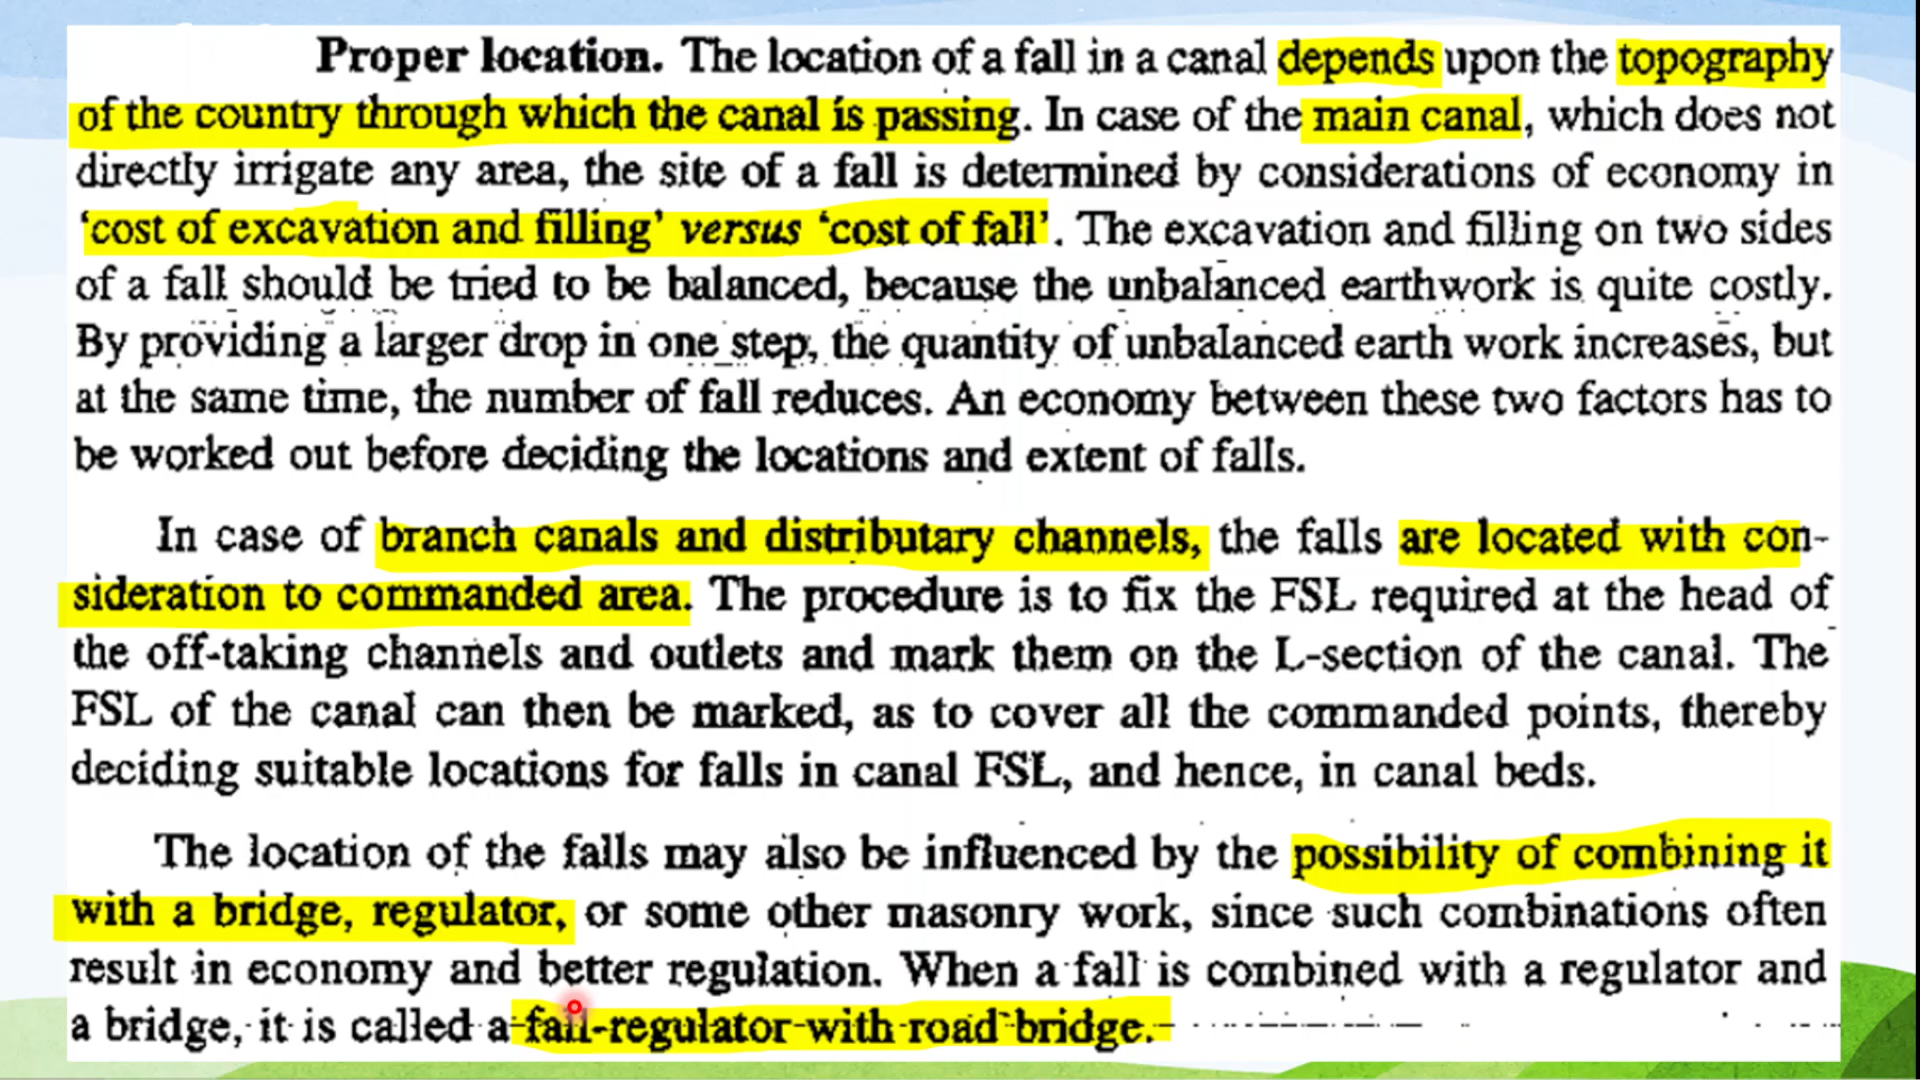 Proper location. The location of a fall in a canal depends upon the topography
of the country through which the canal is passing. In case of the main canal, which does not
directly irrigate any area, the site of a fall is determined by considerations of economy in
‘cost of excavation and filling’ versus ‘cost of fall’. The excavation and filling on two sides
of a fall should be tried to be balanced, because the unbalanced earthwork is quite costly.
By providing a larger drop in one step, the quantity of unbalanced earth work increases, but
at the same time, the number of fall reduces. An economy between these two factors has to
be worked out before deciding the locations and extent of falls.
In case of branch canals and distributary channels, the falls are located with con-
sideration to commanded area. The procedure is to fix the FSL required at the head of
the off-taking channels and outlets and mark them on the L-section of the canal. The
FSL of the canal can then be marked, as to cover all the commanded points, thereby
deciding suitable locations for falls in canal FSL, and hence, in canal beds.
The location of the falls may also be influenced by the possibility of combining it
with a bridge, regulator, or some other masonry work, since such combinations often
result in economy and better regulation. When a fall is combined with a regulator and
a bridge, it is called a fall-regulator with road bridge.